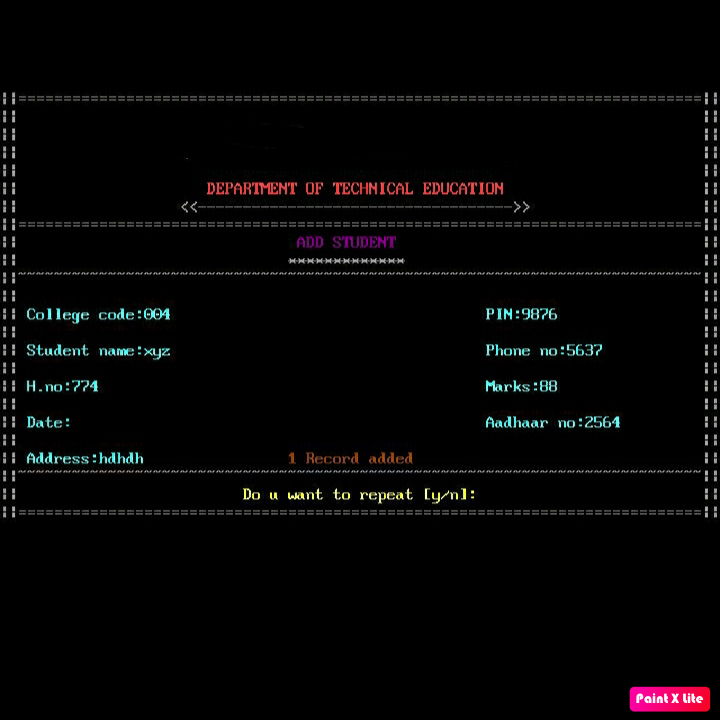 DEPARTMENT OF TECHNICAL EDUCATION
<<----------------------------------->>
ADD STUDENT
*************
College code:004 PIN:9876
Student name:xyz Phone no:5637
H.no:774 Marks:88
Date: Aadhaar no:2564
Address:hdhdh 1 Record added
Do u want to repeat [y/n]:
Paint X Lite